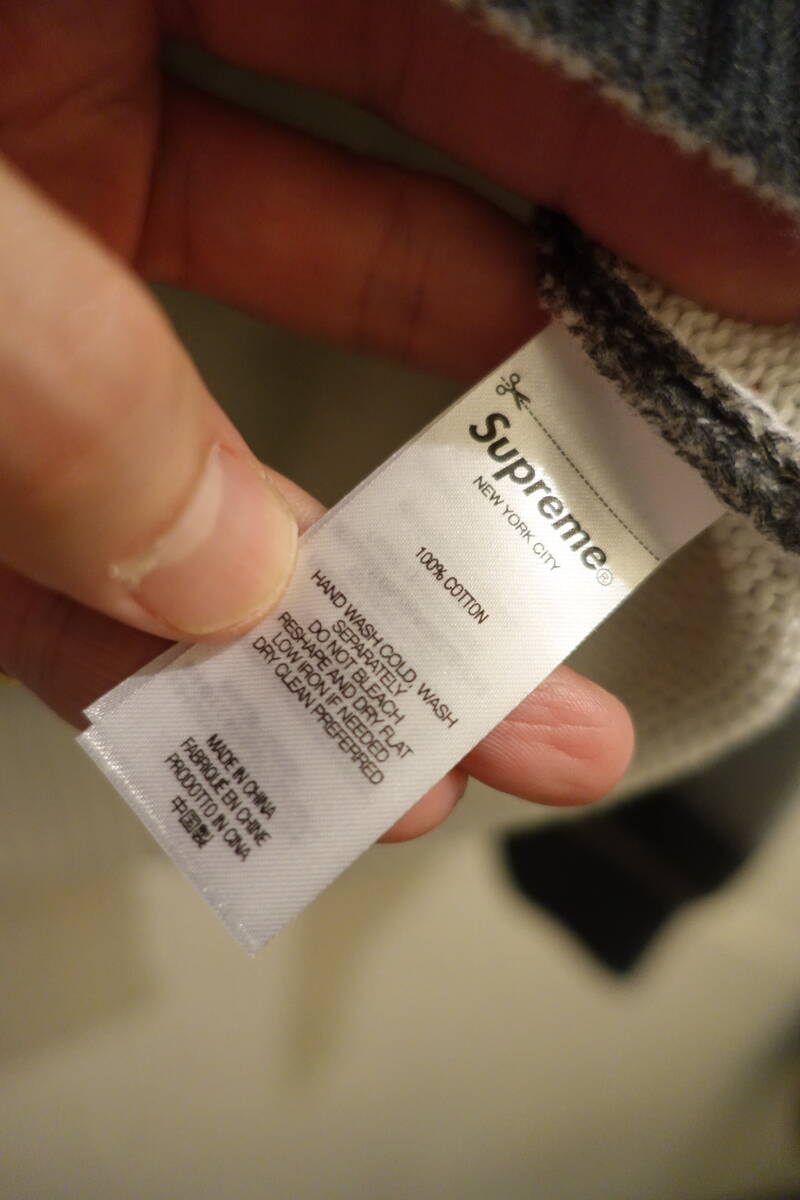 Supreme®
NEW YORK CITY
100% COTTON
HAND WASH COLD, WASH
SEPARATELY
DO NOT BLEACH
RESHAPE AND DRY FLAT
LOW IRON IF NEEDED
DRY CLEAN PREFERRED
MADE IN CHINA
FABRIQUÉ EN CHINE
PRODOTTO IN CINA
中国製